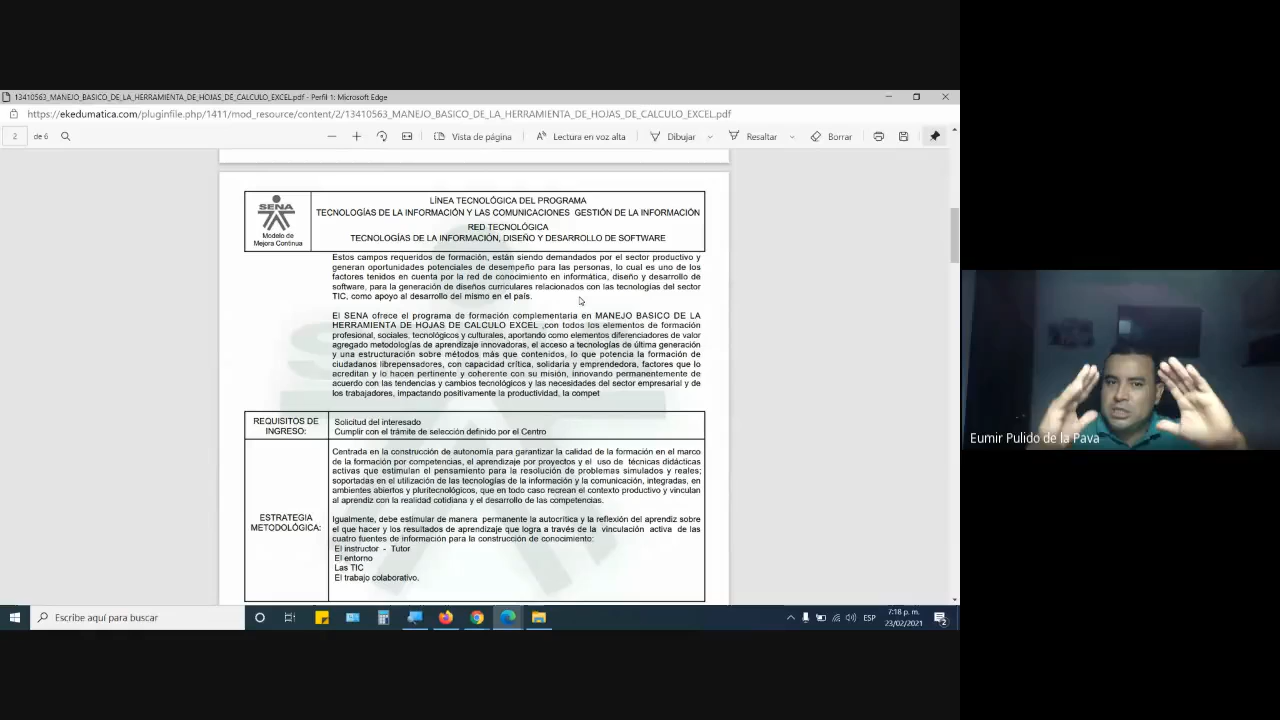 13410563_MANEJO_BASICO_DE_LA_HERRAMIENTA_DE_HOJAS_DE_CALCULO_EXCEL.pdf - Perfil 1: Microsoft Edge
https://ekedumatica.com/pluginfile.php/1411/mod_resource/content/2/13410563_MANEJO_BASICO_DE_LA_HERRAMIENTA_DE_HOJAS_DE_CALCULO_EXCEL.pdf
2 de 6
Vista de página
Lectura en voz alta
Dibujar
Resaltar
Borrar
SENA
Modelo de
Mejora Continua
LÍNEA TECNOLÓGICA DEL PROGRAMA
TECNOLOGÍAS DE LA INFORMACIÓN Y LAS COMUNICACIONES GESTIÓN DE LA INFORMACIÓN
RED TECNOLÓGICA
TECNOLOGÍAS DE LA INFORMACIÓN, DISEÑO Y DESARROLLO DE SOFTWARE
Estos campos requeridos de formación, están siendo demandados por el sector productivo y
generan oportunidades potenciales de desempeño para las personas, lo cual es uno de los
factores tenidos en cuenta por la red de conocimiento en informática, diseño y desarrollo de
software, para la generación de diseños curriculares relacionados con las tecnologías del sector
TIC, como apoyo al desarrollo del mismo en el país.
El SENA ofrece el programa de formación complementaria en MANEJO BASICO DE LA
HERRAMIENTA DE HOJAS DE CALCULO EXCEL ,con todos los elementos de formación
profesional, sociales, tecnológicos y culturales, aportando como elementos diferenciadores de valor
agregado metodologías de aprendizaje innovadoras, el acceso a tecnologías de última generación
y una estructuración sobre métodos más que contenidos, lo que potencia la formación de
ciudadanos librepensadores, con capacidad crítica, solidaria y emprendedora, factores que lo
acreditan y lo hacen pertinente y coherente con su misión, innovando permanentemente de
acuerdo con las tendencias y cambios tecnológicos y las necesidades del sector empresarial y de
los trabajadores, impactando positivamente la productividad, la compet
REQUISITOS DE
INGRESO:
Solicitud del interesado
Cumplir con el trámite de selección definido por el Centro
ESTRATEGIA
METODOLÓGICA:
Centrada en la construcción de autonomía para garantizar la calidad de la formación en el marco
de la formación por competencias, el aprendizaje por proyectos y el uso de técnicas didácticas
activas que estimulan el pensamiento para la resolución de problemas simulados y reales;
soportadas en el utilización de las tecnologías de la información y la comunicación, integradas, en
ambientes abiertos y pluritecnológicos, que en todo caso recrean el contexto productivo y vinculan
al aprendiz con la realidad cotidiana y el desarrollo de las competencias.
Igualmente, debe estimular de manera permanente la autocrítica y la reflexión del aprendiz sobre
el que hacer y los resultados de aprendizaje que logra a través de la vinculación activa de las
cuatro fuentes de información para la construcción de conocimiento:
El instructor - Tutor
El entorno
Las TIC
El trabajo colaborativo.
Eumir Pulido de la Pava
Escribe aquí para buscar
ESP
7:18 p. m.
23/02/2021
2